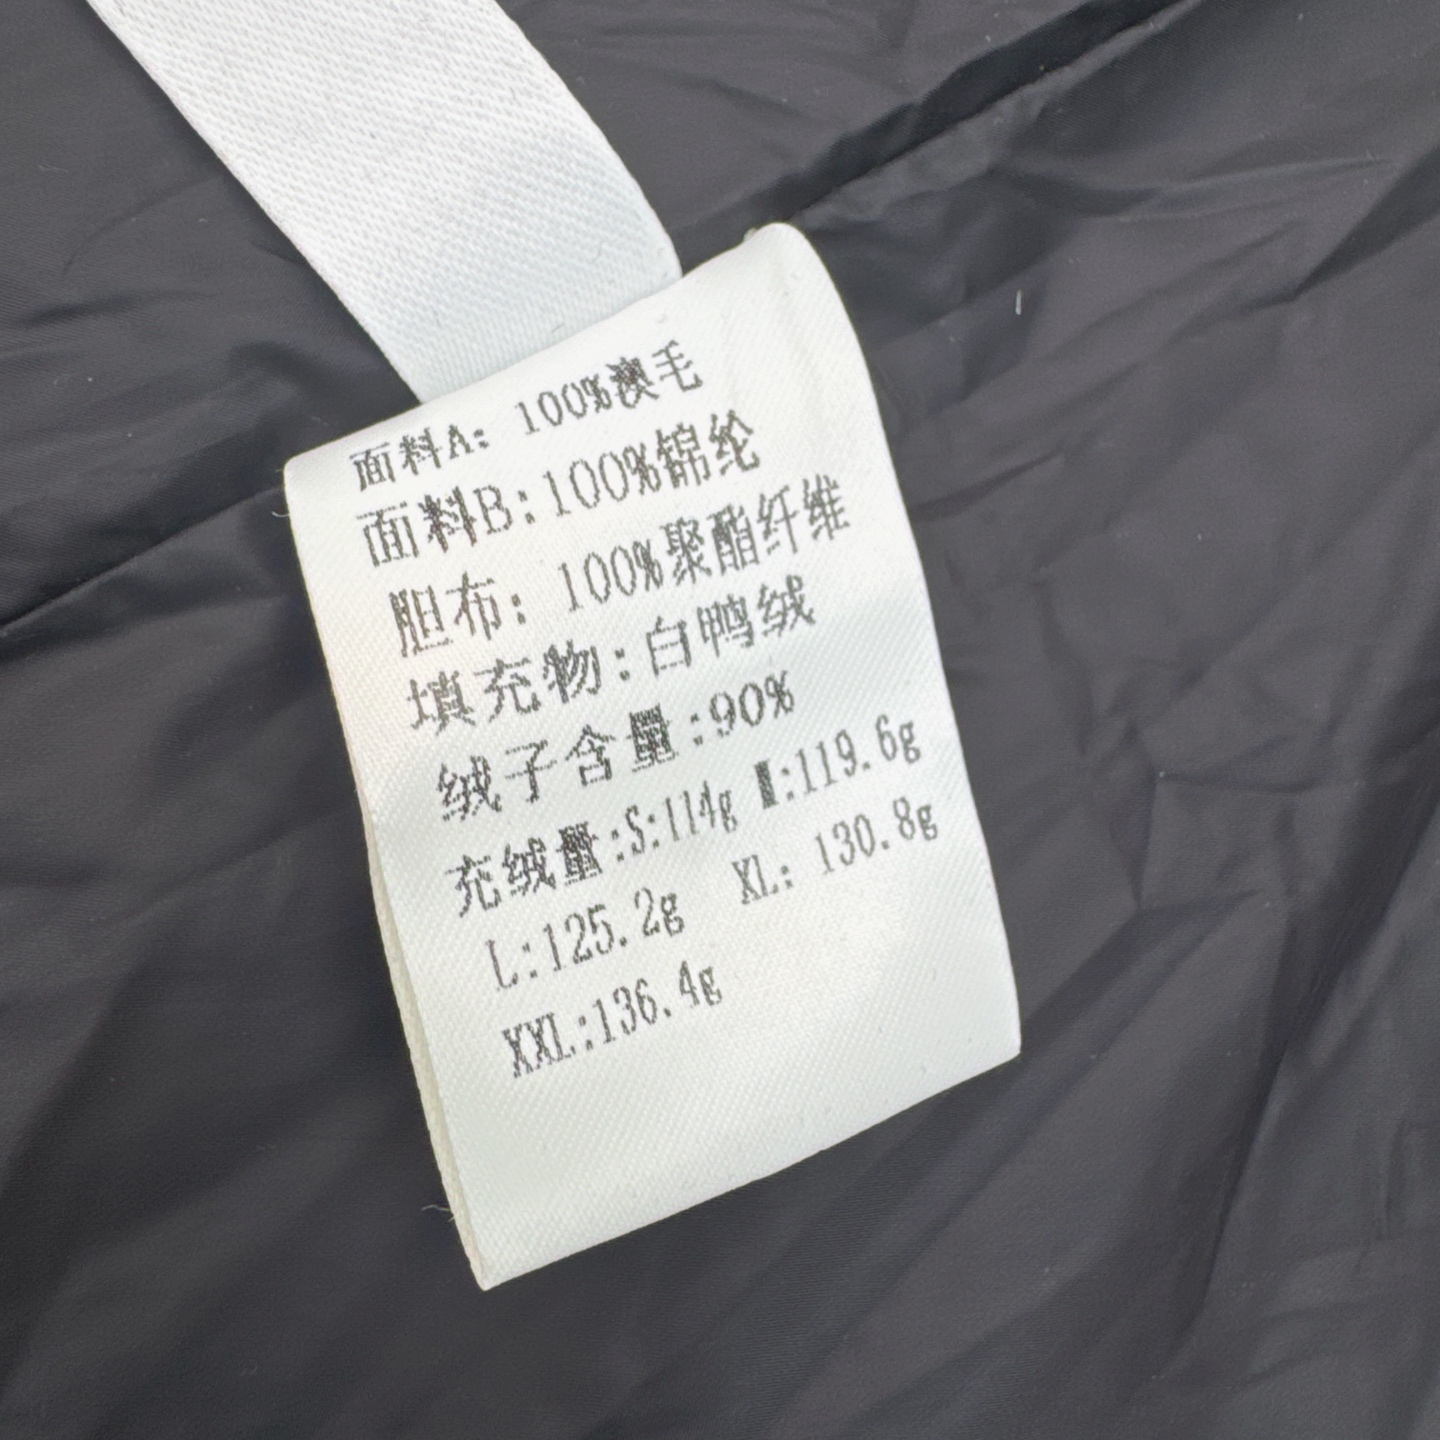 面料A: 100%澳毛
面料B:100%锦纶
胆布: 100%聚酯纤维
填充物:白鸭绒
绒子含量:90%
充绒量:S:114g M:119.6g
L:125.2g XL: 130.8g
XXL:136.4g